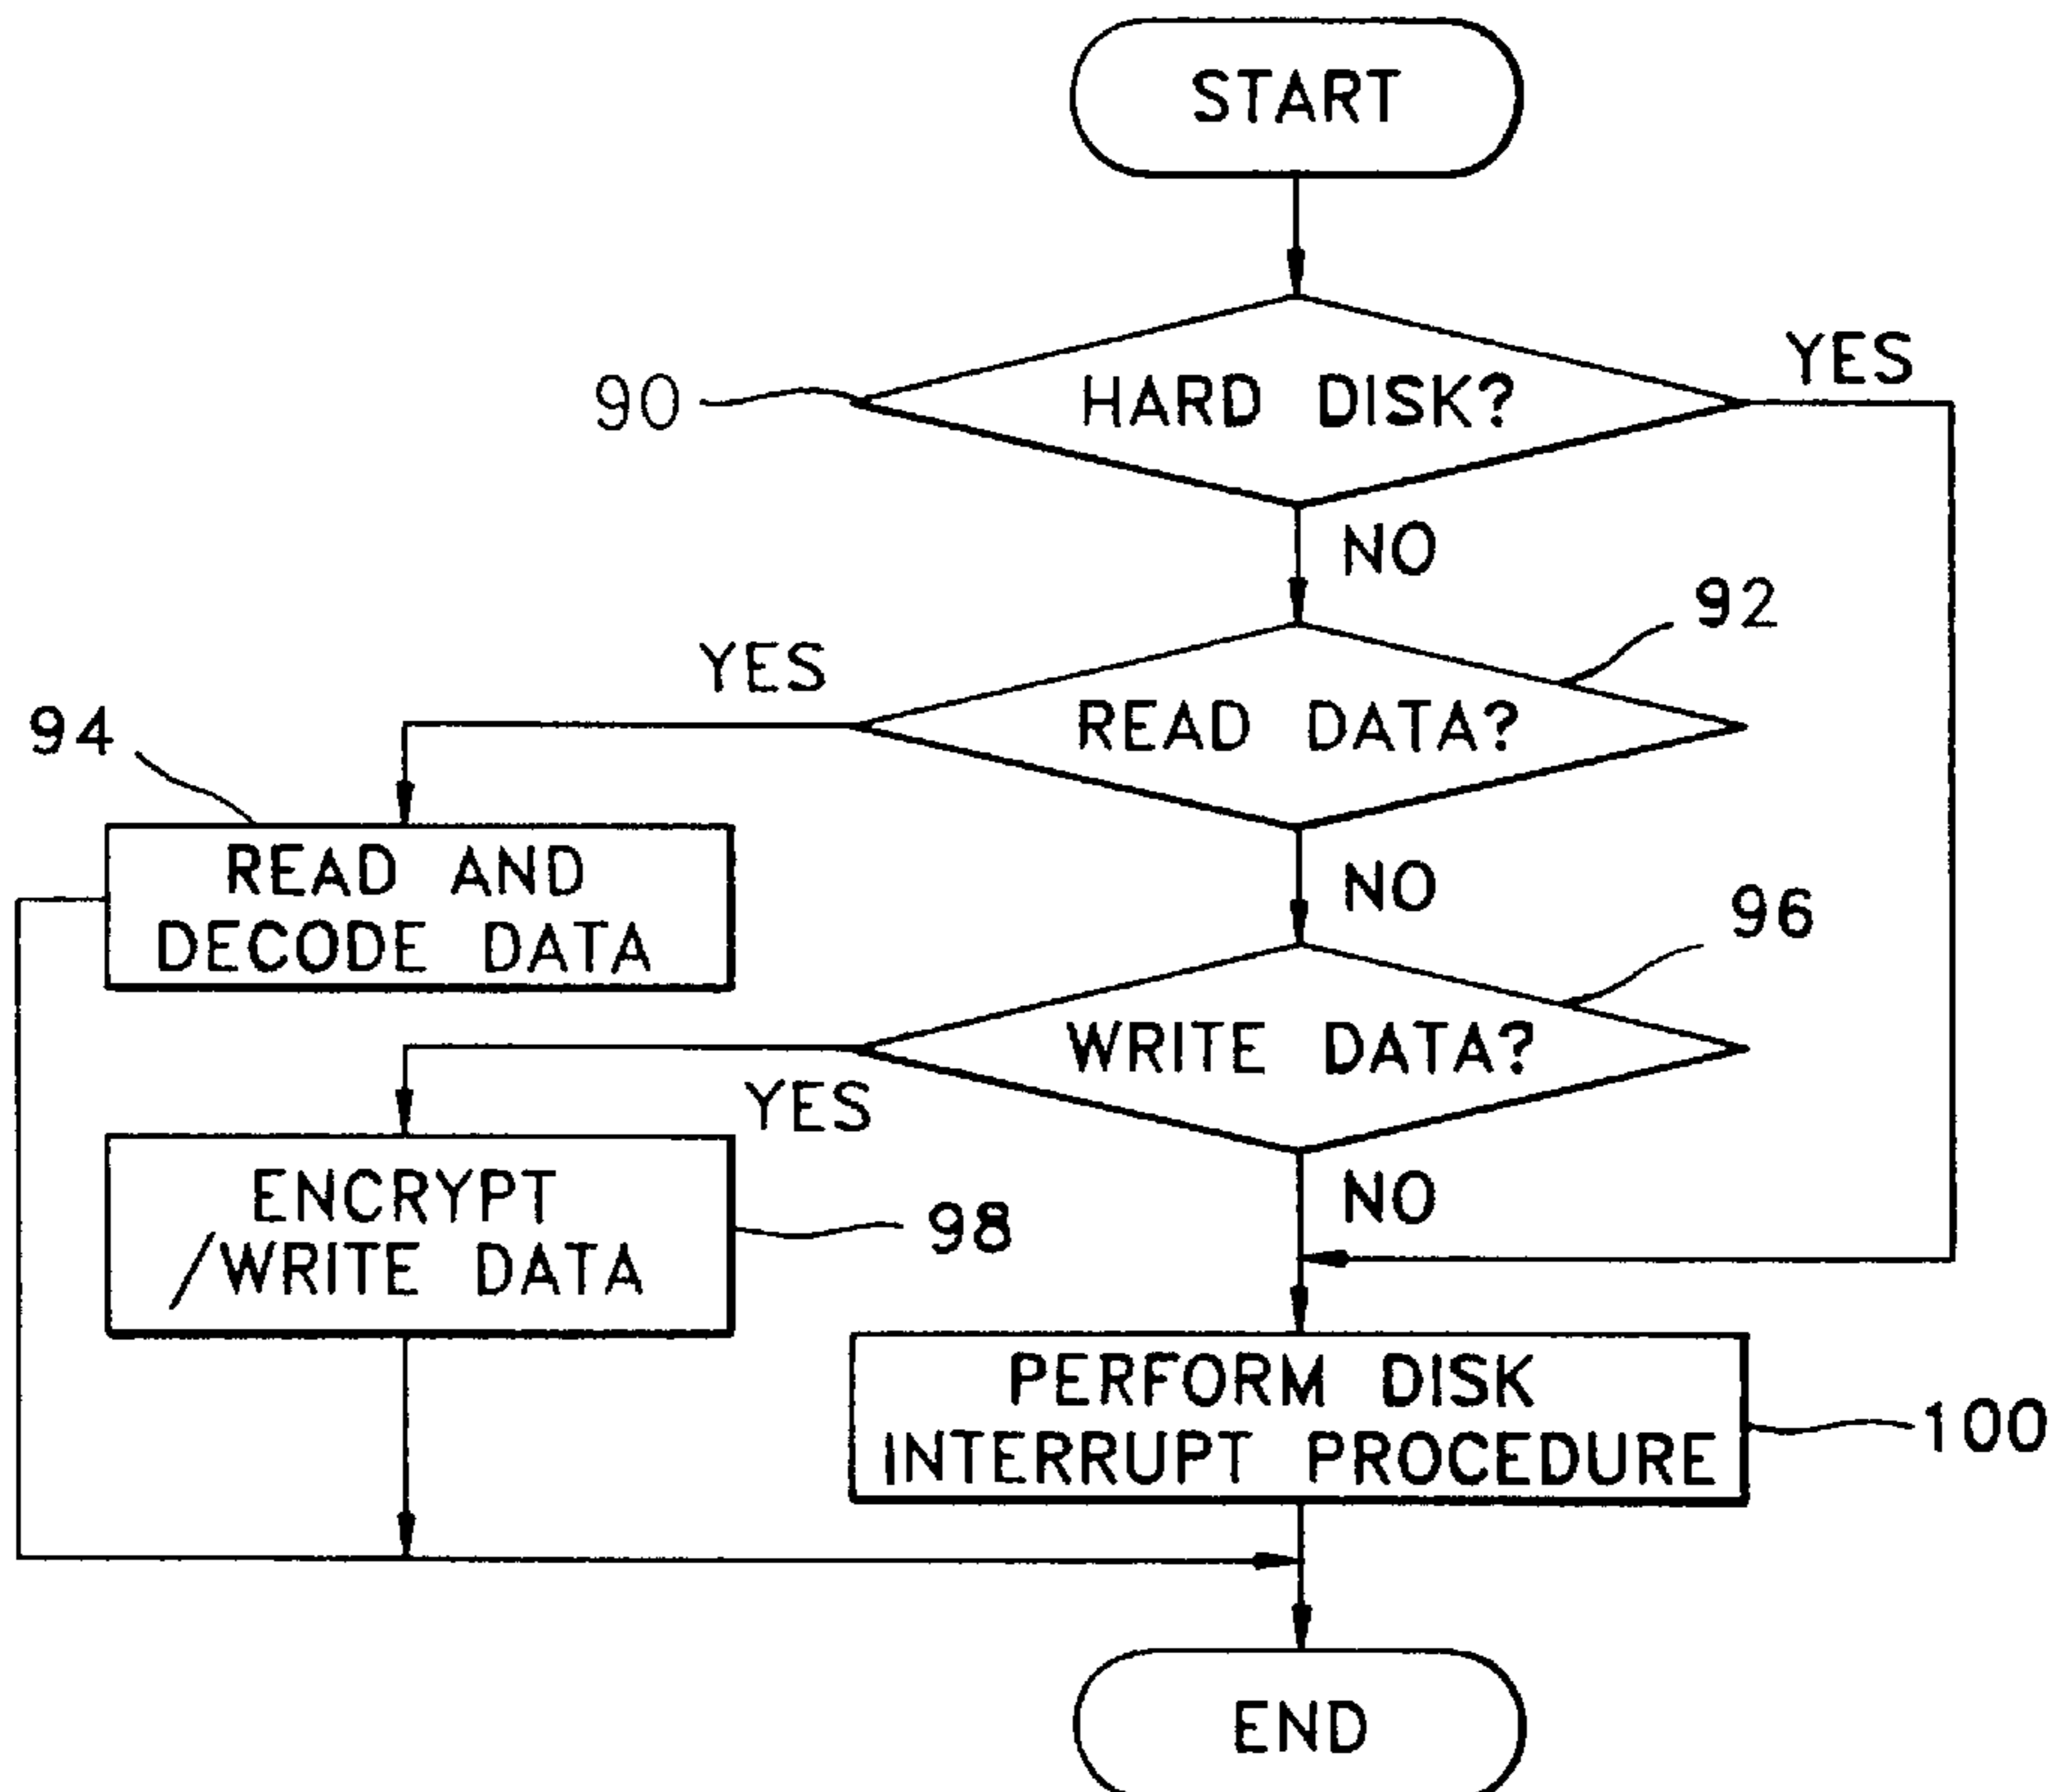 START
YES
90
HARD DISK?
NO
92
YES
READ DATA?
94
READ AND
DECODE DATA
NO
96
WRITE DATA?
YES
ENCRYPT
/WRITE DATA
98
NO
PERFORM DISK
INTERRUPT PROCEDURE
100
END